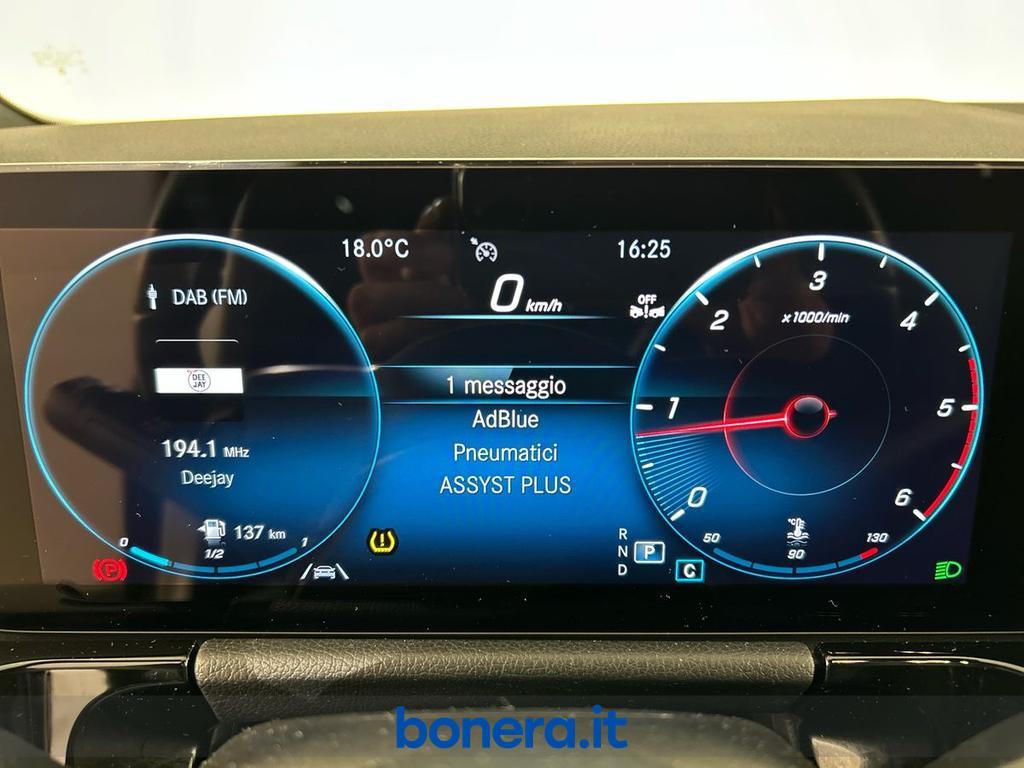 18.0°C
16:25
0 km/h
OFF
DAB (FM)
DEE
JAY
194.1 MHz
Deejay
137 km
0
1/2
1
P
1 messaggio
AdBlue
Pneumatici
ASSYST PLUS
R
N
D
P
C
x1000/min
0
1
2
3
4
5
6
°C
50
90
130
bonera.it